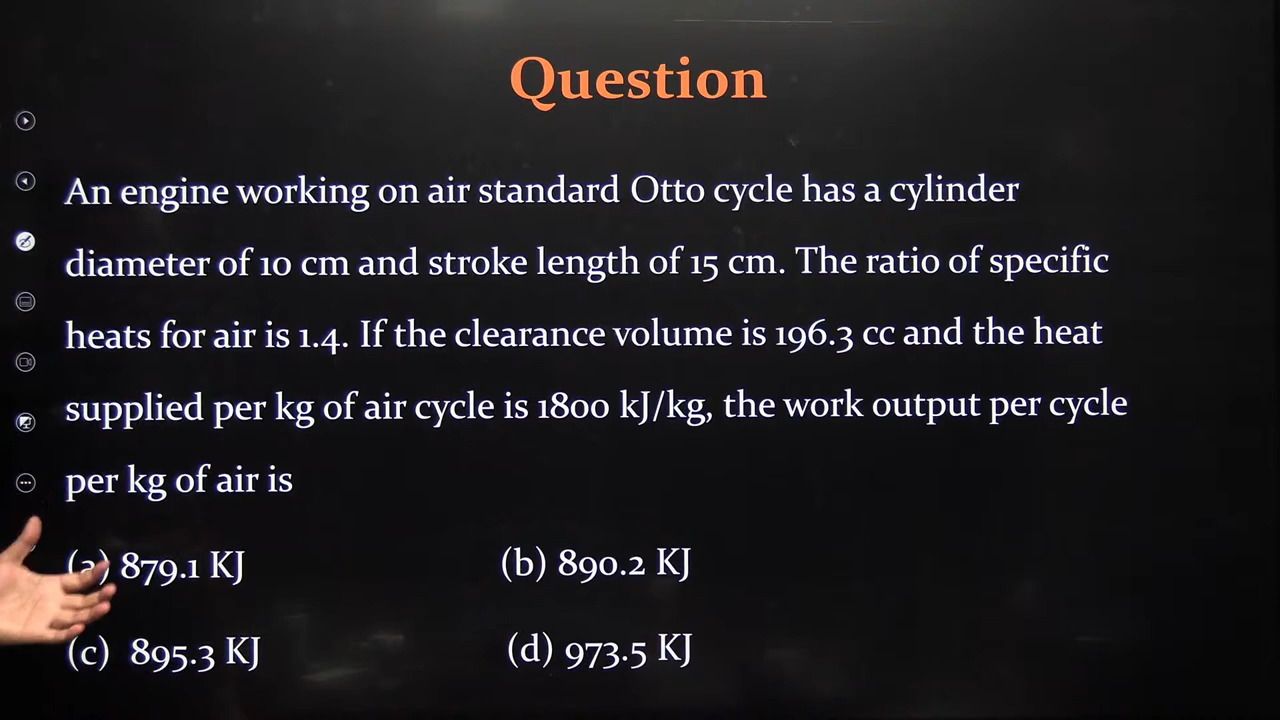 Question
An engine working on air standard Otto cycle has a cylinder
diameter of 10 cm and stroke length of 15 cm. The ratio of specific
heats for air is 1.4. If the clearance volume is 196.3 cc and the heat
supplied per kg of air cycle is 1800 kJ/kg, the work output per cycle
per kg of air is
(a) 879.1 KJ (b) 890.2 KJ
(c) 895.3 KJ (d) 973.5 KJ